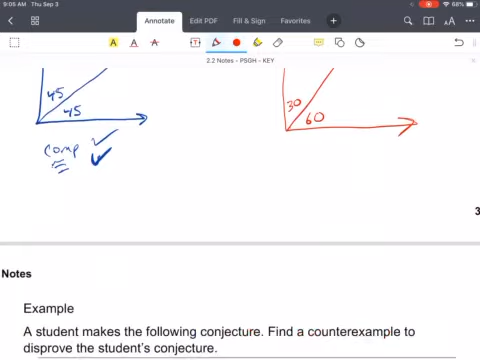 9:05 AM Thu Sep 3
68%
Annotate Edit PDF Fill & Sign Favorites
A A A T AA
2.2 Notes - PSGH - KEY
45
45
comp
30
60
3
Notes
Example
A student makes the following conjecture. Find a counterexample to
disprove the student's conjecture.